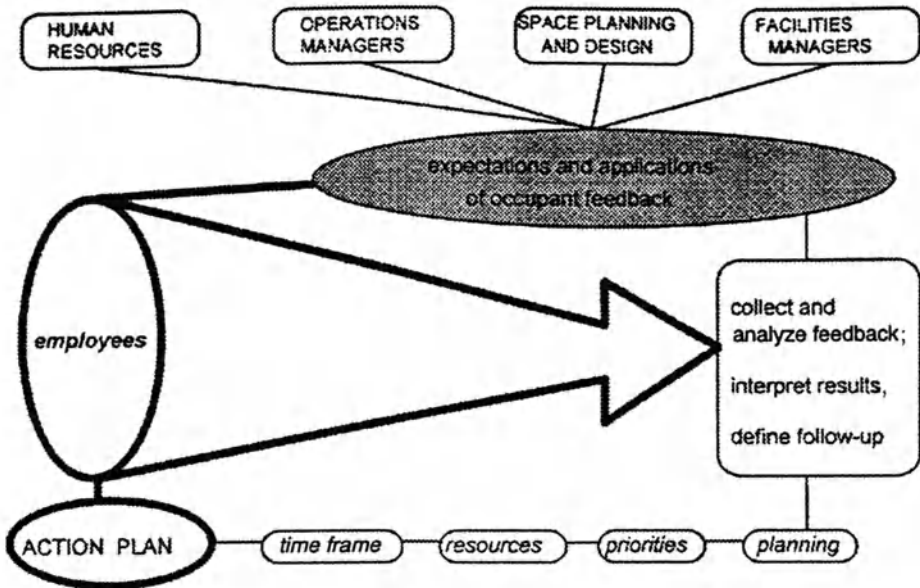 HUMAN
RESOURCES
OPERATIONS
MANAGERS
SPACE PLANNING
AND DESIGN
FACILITIES
MANAGERS
expectations and applications
of occupant feedback
employees
collect and
analyze feedback;
interpret results,
define follow-up
ACTION PLAN
time frame
resources
priorities
planning